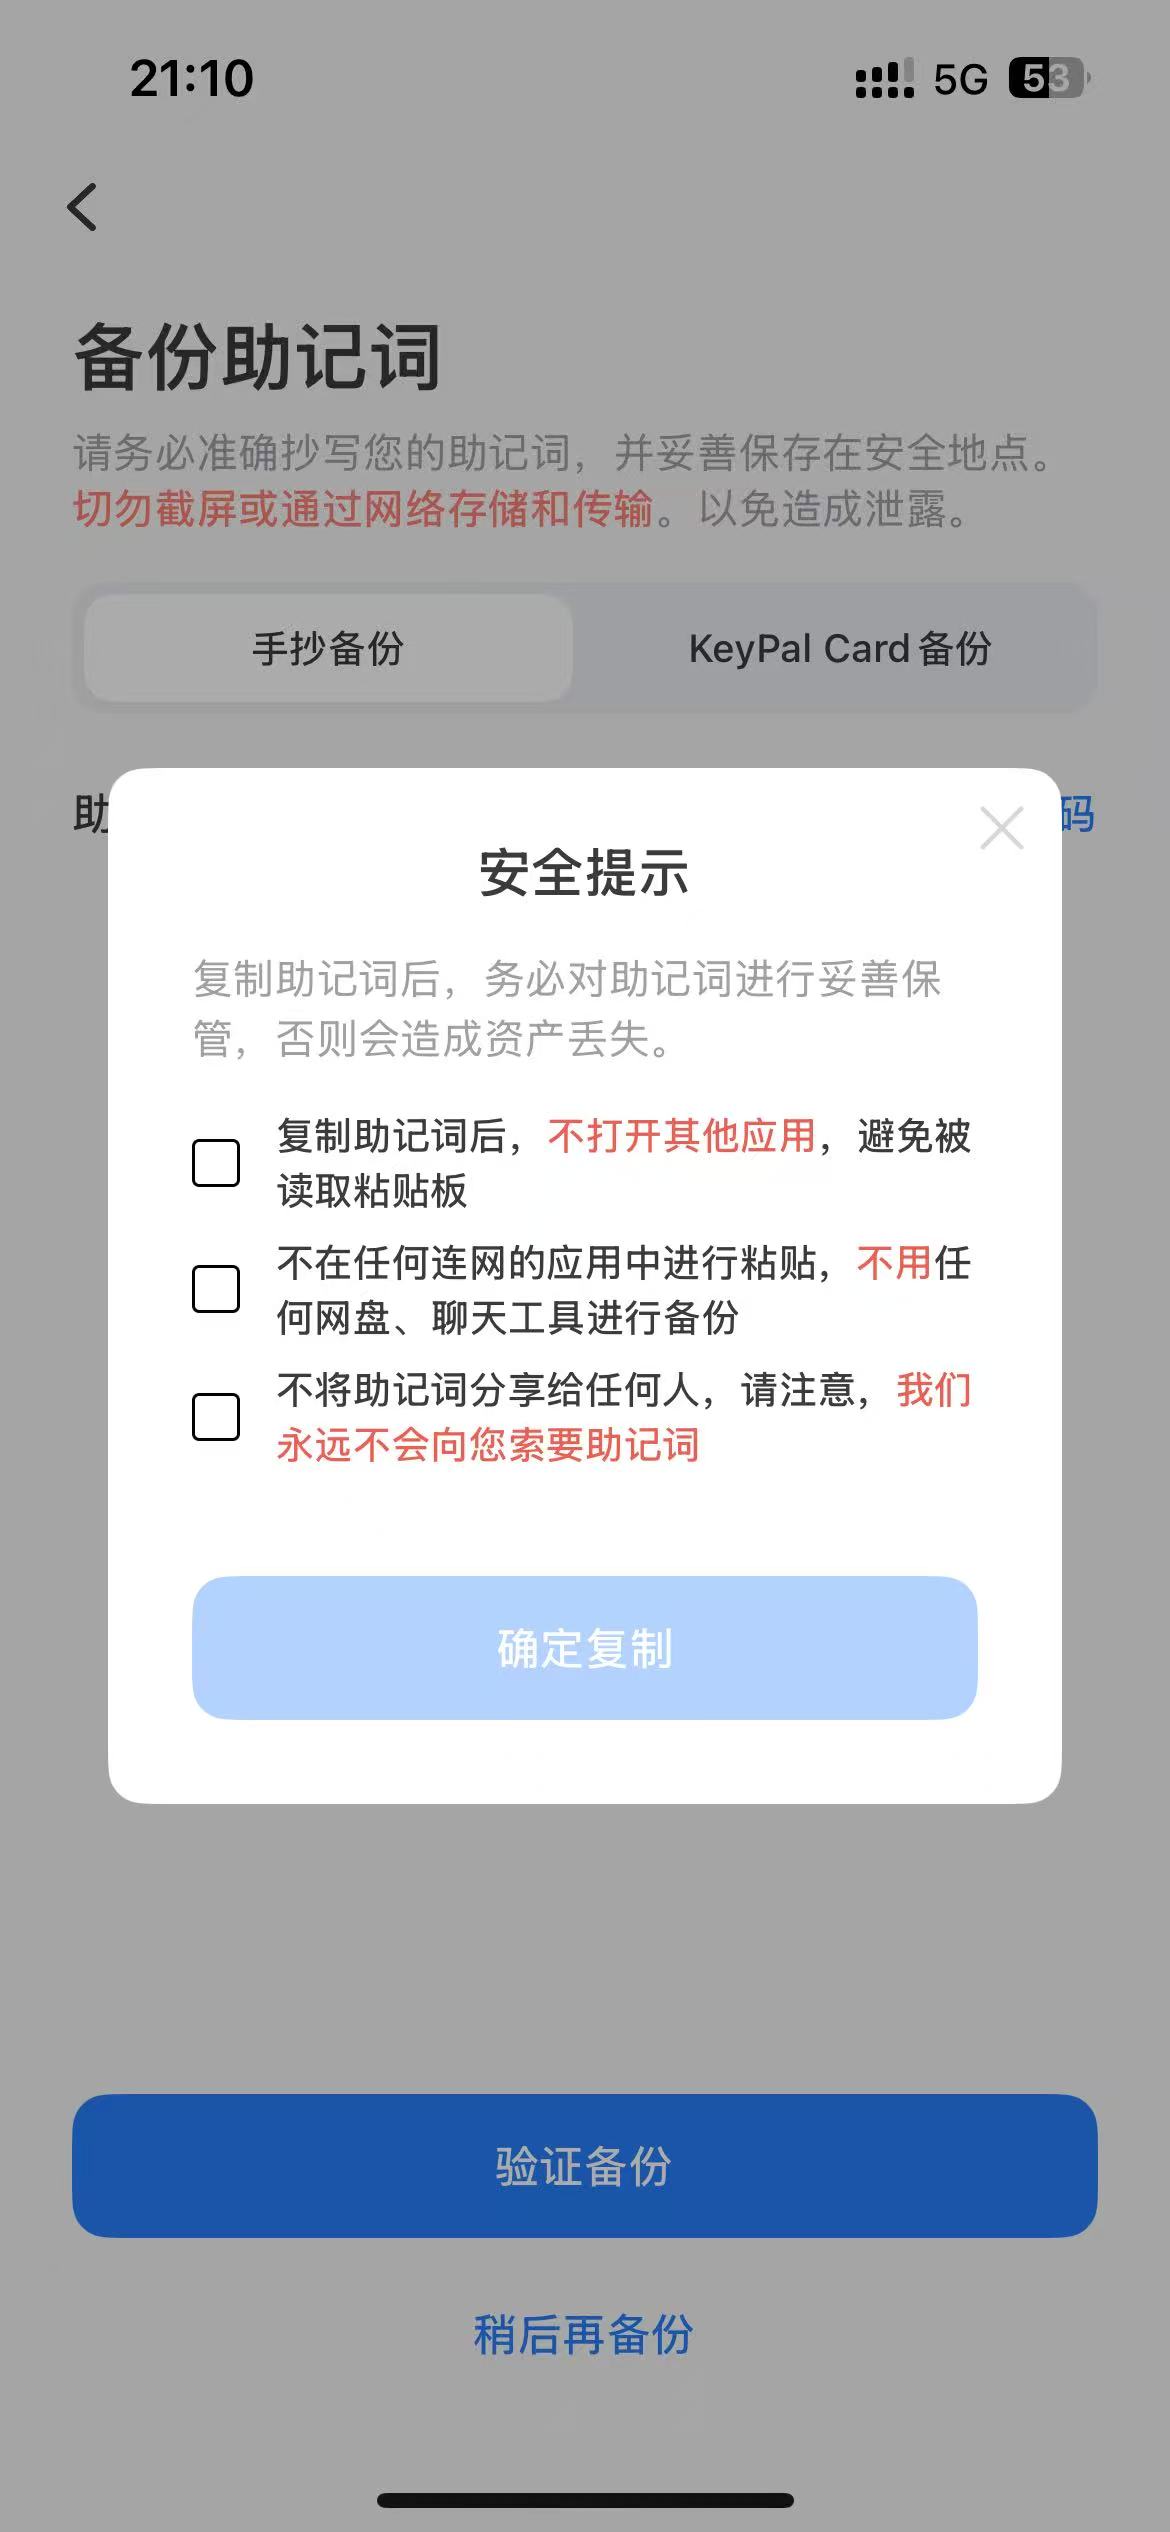 21:10
5G 53
备份助记词
请务必准确抄写您的助记词，并妥善保存在安全地点。
切勿截屏或通过网络存储和传输。以免造成泄露。
手抄备份
KeyPal Card 备份
助
码
安全提示
复制助记词后，务必对助记词进行妥善保
管，否则会造成资产丢失。
复制助记词后，不打开其他应用，避免被
读取粘贴板
不在任何连网的应用中进行粘贴，不用任
何网盘、聊天工具进行备份
不将助记词分享给任何人，请注意，我们
永远不会向您索要助记词
确定复制
验证备份
稍后再备份